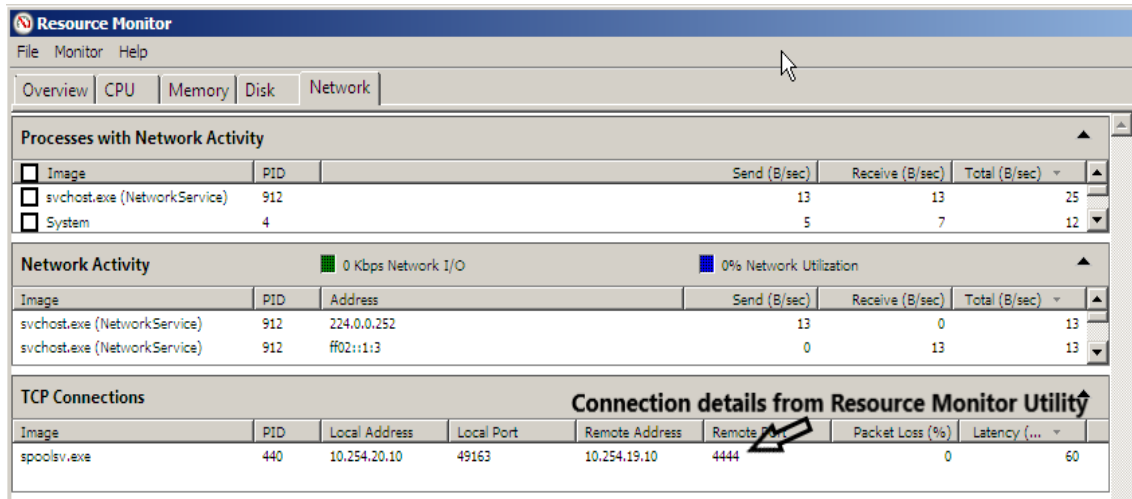 Resource Monitor
File Monitor Help
Overview CPU Memory Disk Network
Processes with Network Activity
Image PID Send (B/sec) Receive (B/sec) Total (B/sec)
svchost.exe (NetworkService) 912 13 13 25
System 4 5 7 12
Network Activity 0 Kbps Network I/O 0% Network Utilization
Image PID Address Send (B/sec) Receive (B/sec) Total (B/sec)
svchost.exe (NetworkService) 912 224.0.0.252 13 0 13
svchost.exe (NetworkService) 912 ff02::1:3 0 13 13
TCP Connections Connection details from Resource Monitor Utility
Image PID Local Address Local Port Remote Address Remote Port Packet Loss (%) Latency (...
spoolsv.exe 440 10.254.20.10 49163 10.254.19.10 4444 0 60